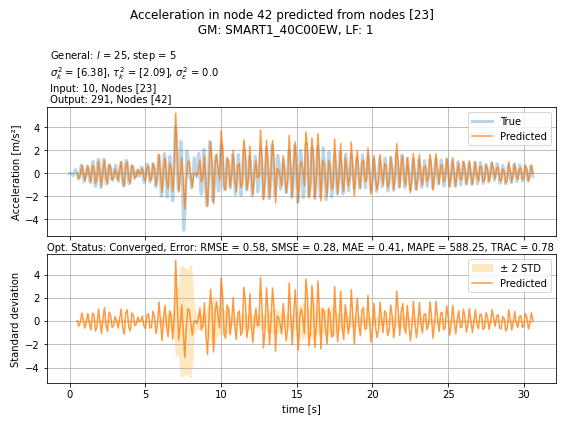 Acceleration in node 42 predicted from nodes [23]
GM: SMART1_40C00EW, LF: 1
General: l = 25, step = 5
σ²ₖ = [6.38], τ²ₖ = [2.09], σ²ε = 0.0
Input: 10, Nodes [23]
Output: 291, Nodes [42]
Acceleration [m/s²]
4
2
0
−2
−4
True
Predicted
Opt. Status: Converged, Error: RMSE = 0.58, SMSE = 0.28, MAE = 0.41, MAPE = 588.25, TRAC = 0.78
Standard deviation
4
2
0
−2
−4
± 2 STD
Predicted
0 5 10 15 20 25 30
time [s]